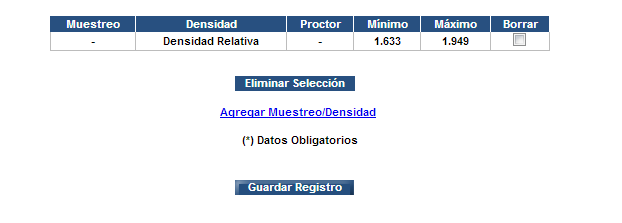 Muestreo Densidad Proctor Mínimo Máximo Borrar
- Densidad Relativa - 1.633 1.949
Eliminar Selección
Agregar Muestreo/Densidad
(*) Datos Obligatorios
Guardar Registro